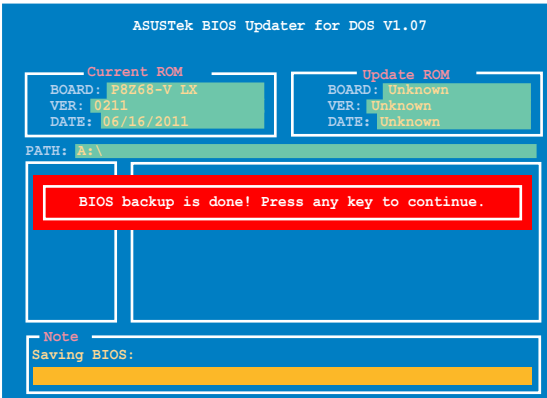 ASUSTek BIOS Updater for DOS V1.07
Current ROM
BOARD: P8Z68-V LX
VER: 0211
DATE: 06/16/2011
Update ROM
BOARD: Unknown
VER: Unknown
DATE: Unknown
PATH: A:\
BIOS backup is done! Press any key to continue.
Note
Saving BIOS: